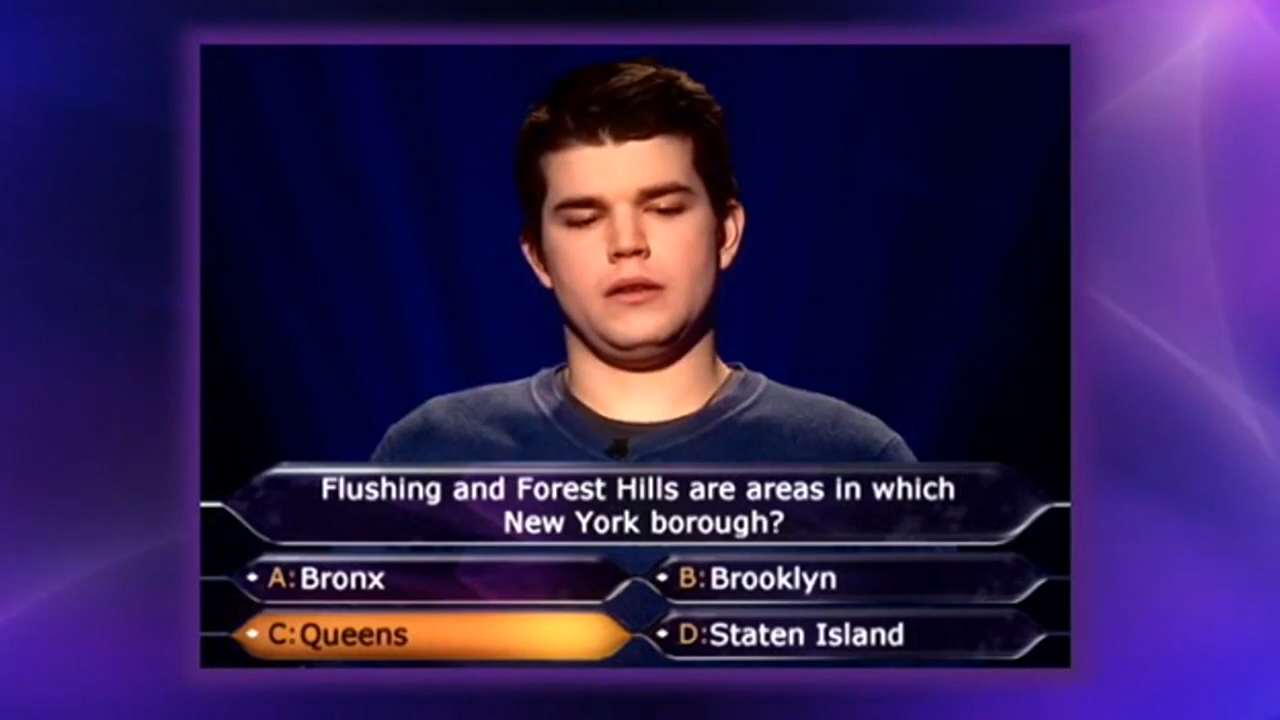 Flushing and Forest Hills are areas in which
New York borough?
A: Bronx
B: Brooklyn
C: Queens
D: Staten Island